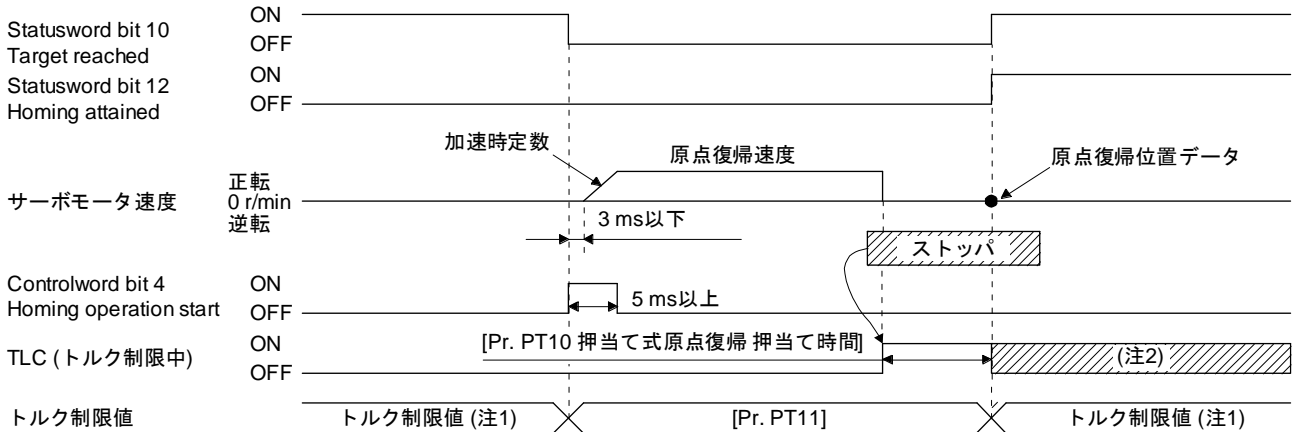 Statusword bit 10
Target reached
ON
OFF
Statusword bit 12
Homing attained
ON
OFF
加速時定数
原点復帰速度
原点復帰位置データ
サーボモータ速度
正転
0 r/min
逆転
3 ms以下
ストッパ
Controlword bit 4
Homing operation start
ON
OFF
5 ms以上
TLC (トルク制限中)
ON
OFF
[Pr. PT10 押当て式原点復帰 押当て時間]
(注2)
トルク制限値
トルク制限値 (注1)
[Pr. PT11]
トルク制限値 (注1)